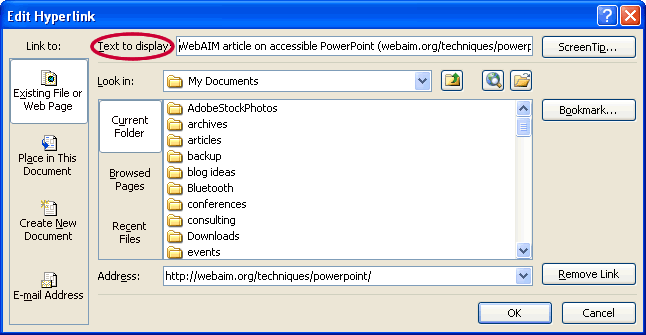 Edit Hyperlink
Link to:
Text to display
WebAIM article on accessible PowerPoint (webaim.org/techniques/powerp
ScreenTip...
Existing File or
Web Page
Place in This
Document
Create New
Document
E-mail Address
Look in:
My Documents
Current
Folder
Browsed
Pages
Recent
Files
AdobeStockPhotos
archives
articles
backup
blog ideas
Bluetooth
conferences
consulting
Downloads
events
Bookmark...
Address:
http://webaim.org/techniques/powerpoint/
Remove Link
OK
Cancel